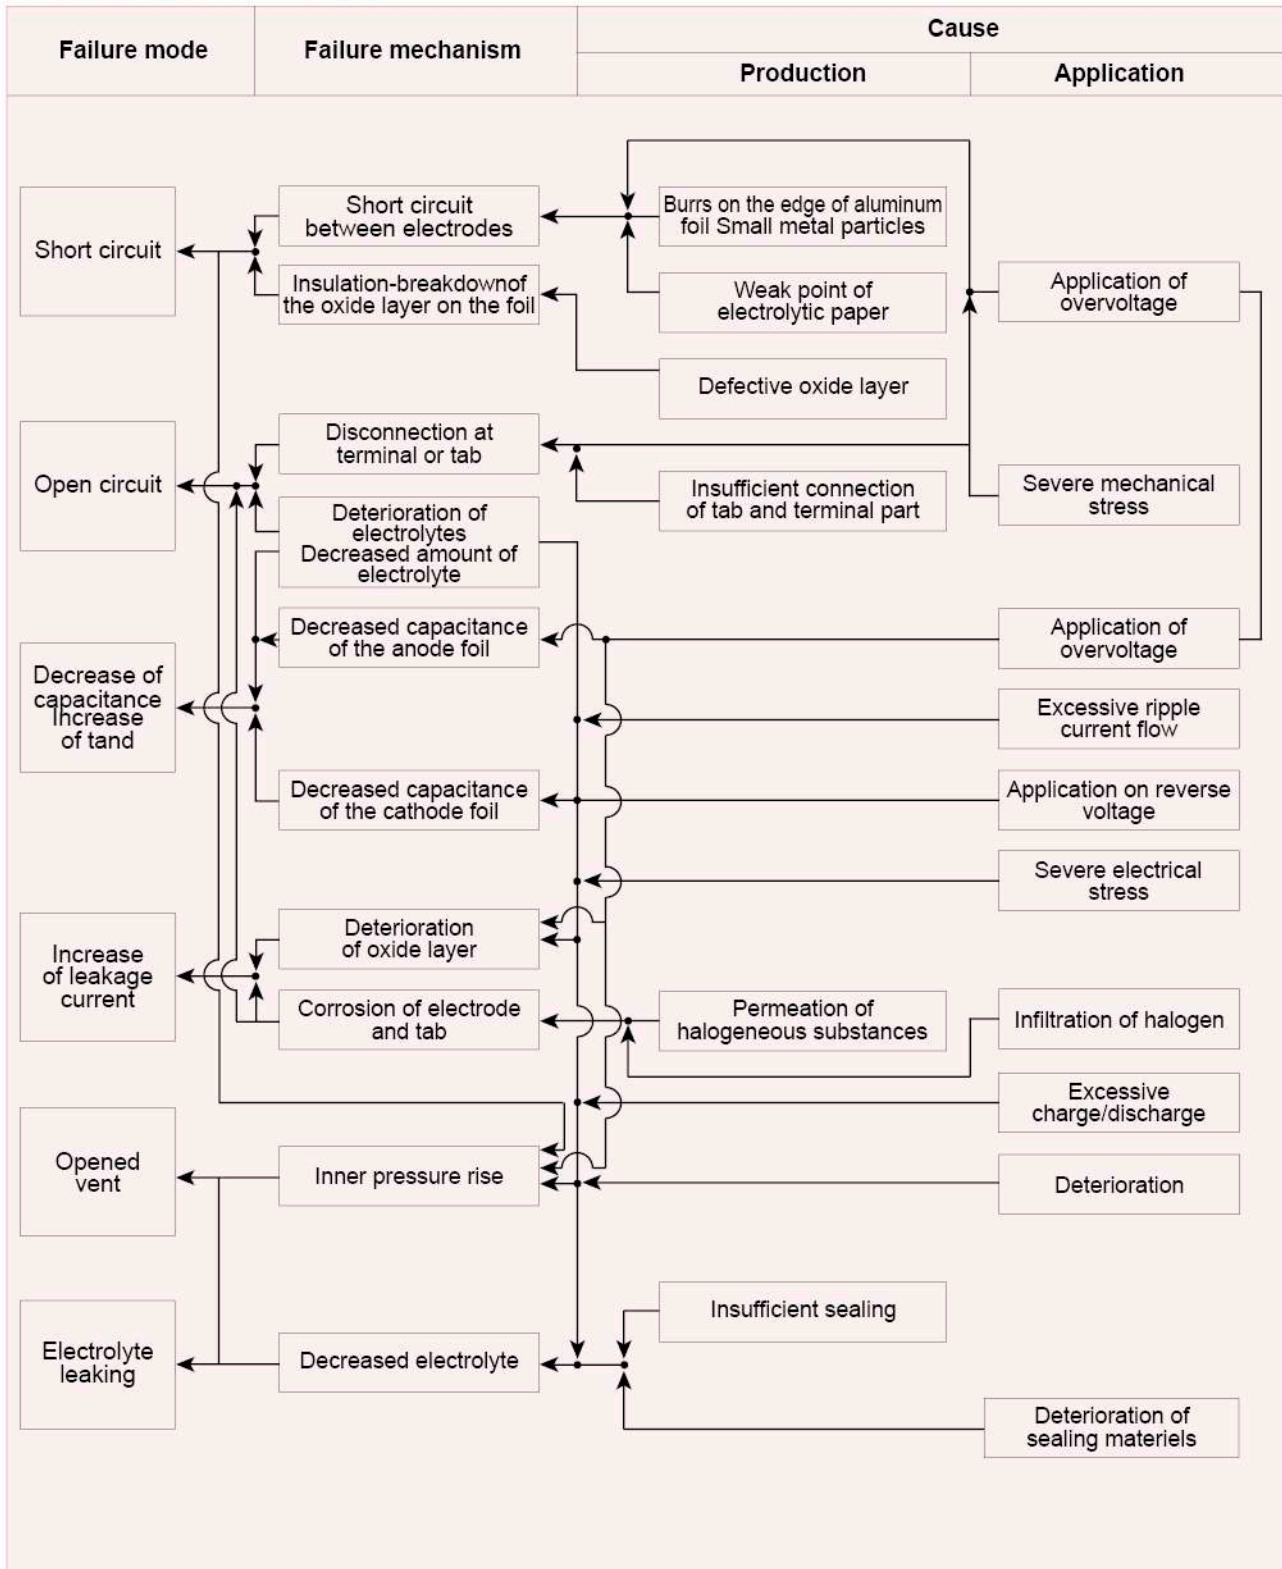 Failure mode
Failure mechanism
Cause
Production
Application
Short circuit
Short circuit
between electrodes
Insulation-breakdownof
the oxide layer on the foil
Burrs on the edge of aluminum
foil Small metal particles
Weak point of
electrolytic paper
Defective oxide layer
Application of
overvoltage
Open circuit
Disconnection at
terminal or tab
Deterioration of
electrolytes
Decreased amount of
electrolyte
Insufficient connection
of tab and terminal part
Severe mechanical
stress
Decrease of
capacitance
Increase
of tand
Decreased capacitance
of the anode foil
Decreased capacitance
of the cathode foil
Application of
overvoltage
Excessive ripple
current flow
Application on reverse
voltage
Severe electrical
stress
Increase
of leakage
current
Deterioration
of oxide layer
Corrosion of electrode
and tab
Permeation of
halogeneous substances
Infiltration of halogen
Excessive
charge/discharge
Opened
vent
Inner pressure rise
Deterioration
Electrolyte
leaking
Decreased electrolyte
Insufficient sealing
Deterioration of
sealing materiels